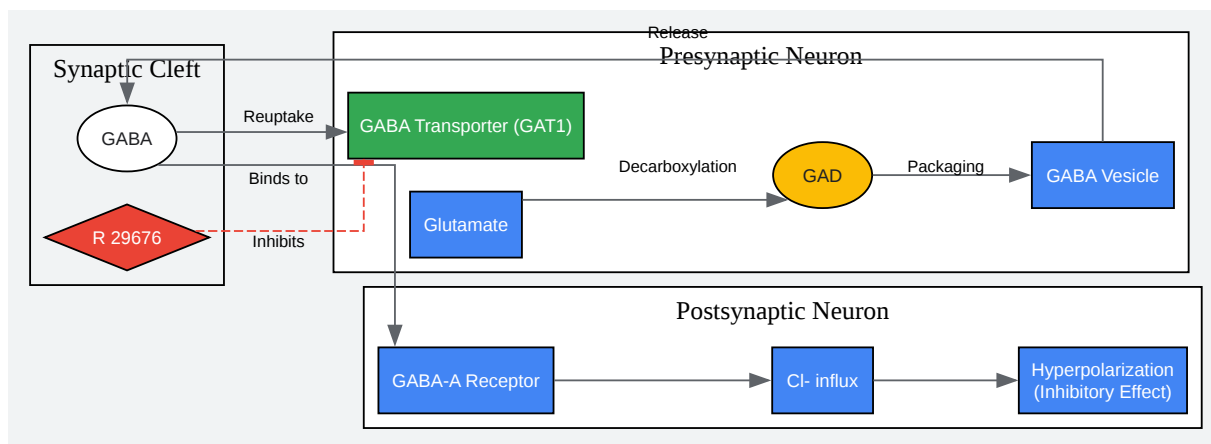 Release
Synaptic Cleft
Presynaptic Neuron
GABA
Reuptake
GABA Transporter (GAT1)
Binds to
Decarboxylation
GAD
Packaging
GABA Vesicle
Glutamate
R 29676
Inhibits
Postsynaptic Neuron
GABA-A Receptor
Cl- influx
Hyperpolarization
(Inhibitory Effect)